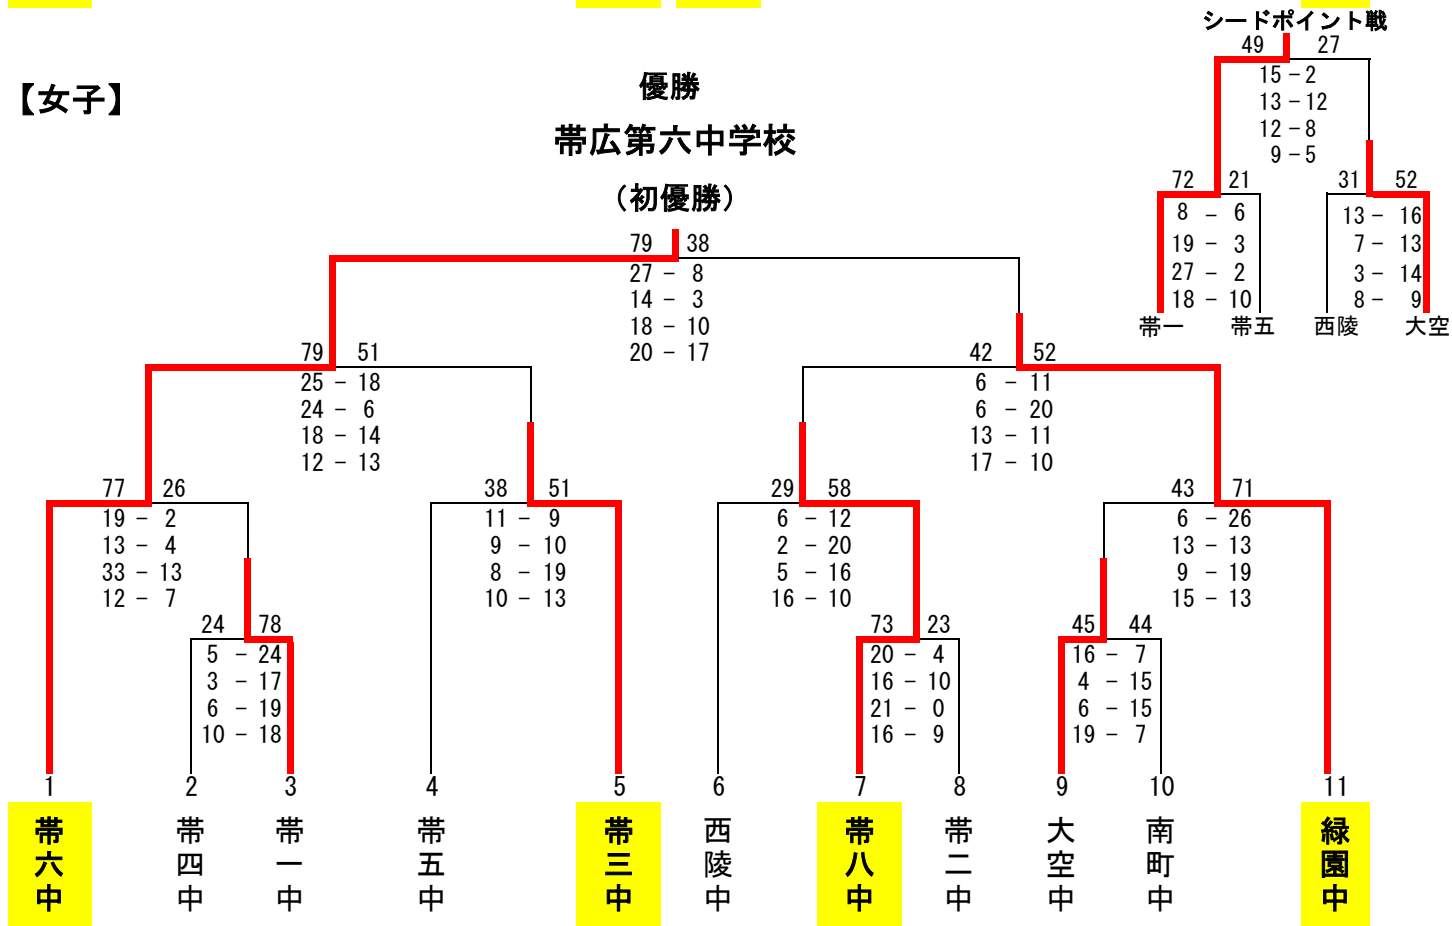 シードポイント戦
49 27
15－2
13－12
12－8
9－5
【女子】
優勝
帯広第六中学校
（初優勝）
72 21
8 － 6
19 － 3
27 － 2
18 － 10
31 52
13－ 16
7－ 13
3－ 14
8－ 9
帯一 帯五 西陵 大空
79 38
27 － 8
14 － 3
18 － 10
20 － 17
79 51
25 － 18
24 － 6
18 － 14
12 － 13
42 52
6 － 11
6 － 20
13 － 11
17 － 10
77 26
19 － 2
13 － 4
33 － 13
12 － 7
38 51
11 － 9
9 － 10
8 － 19
10 － 13
29 58
6 － 12
2 － 20
5 － 16
16 － 10
43 71
6 － 26
13 － 13
9 － 19
15 － 13
24 78
5 － 24
3 － 17
6 － 19
10 － 18
73 23
20 － 4
16 － 10
21 － 0
16 － 9
45 44
16 － 7
4 － 15
6 － 15
19 － 7
1 2 3 4 5 6 7 8 9 10 11
帯六中
帯四中
帯一中
帯五中
帯三中
西陵中
帯八中
帯二中
大空中
南町中
緑園中